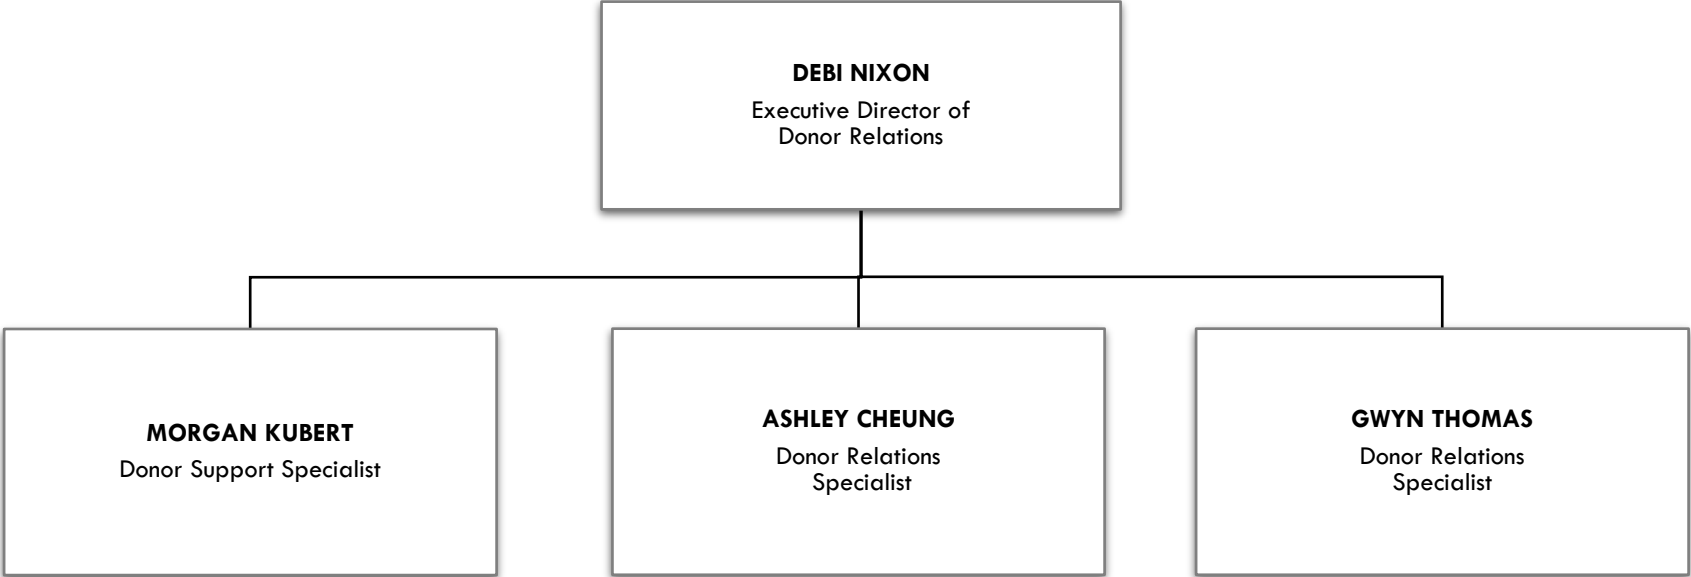 DEBI NIXON
Executive Director of
Donor Relations
MORGAN KUBERT
Donor Support Specialist
ASHLEY CHEUNG
Donor Relations
Specialist
GWYN THOMAS
Donor Relations
Specialist